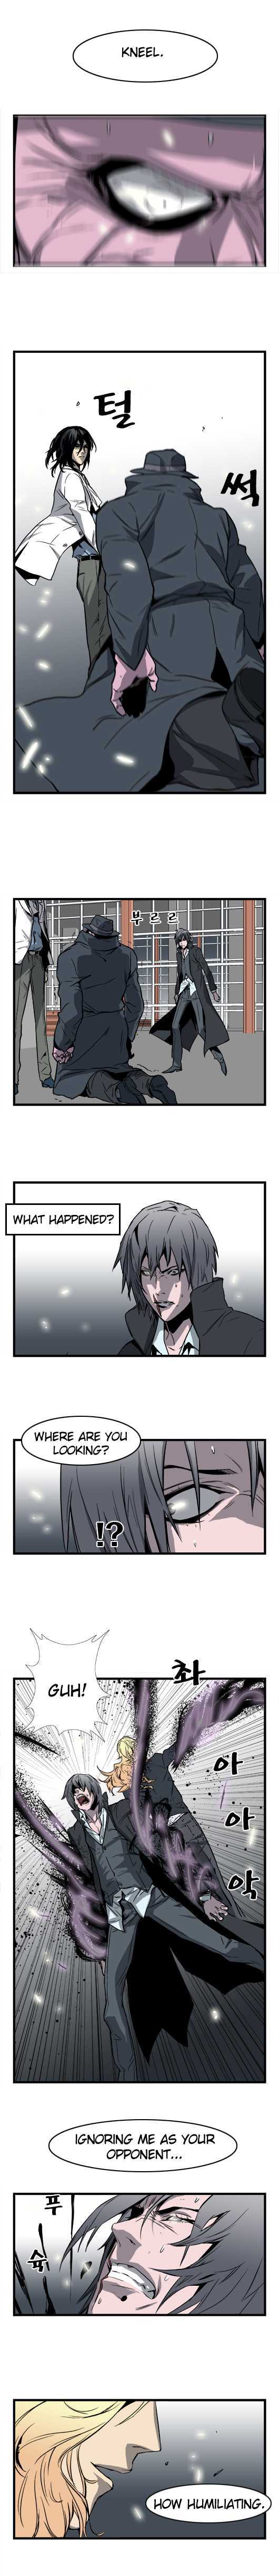 KNEEL.
털
썩
부르르
WHAT HAPPENED?
WHERE ARE YOU
LOOKING?
!?
GUH!
촤
아
아
악
IGNORING ME AS YOUR
OPPONENT...
푸
슉
HOW HUMILIATING.